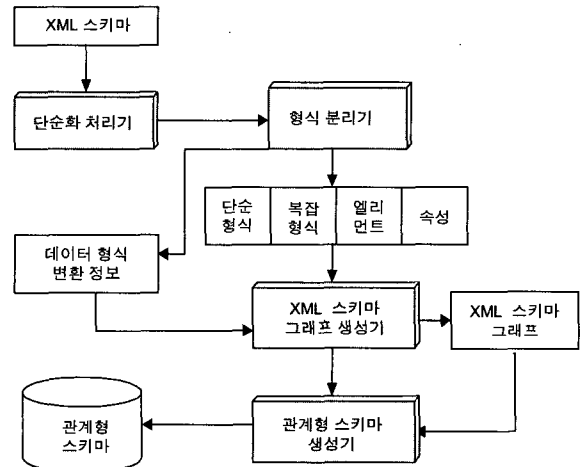 XML 스키마
단순화 처리기
형식 분리기
단순
형식
복잡
형식
엘리
먼트
속성
데이터 형식
변환 정보
XML 스키마
그래프 생성기
XML 스키마
그래프
관계형
스키마
관계형 스키마
생성기